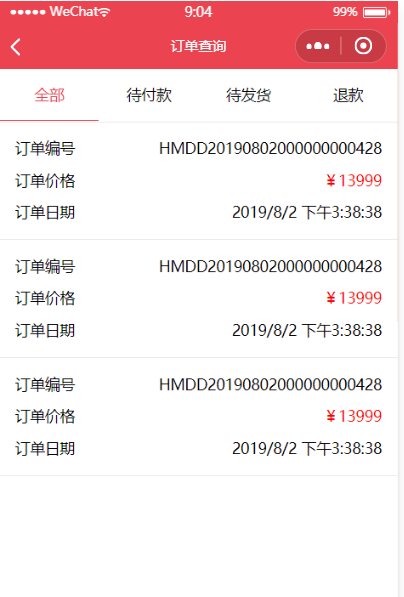 ●●●●● WeChat 9:04 99%
订单查询
全部 待付款 待发货 退款
订单编号 HMDD20190802000000000428
订单价格 ￥13999
订单日期 2019/8/2 下午3:38:38
订单编号 HMDD20190802000000000428
订单价格 ￥13999
订单日期 2019/8/2 下午3:38:38
订单编号 HMDD20190802000000000428
订单价格 ￥13999
订单日期 2019/8/2 下午3:38:38